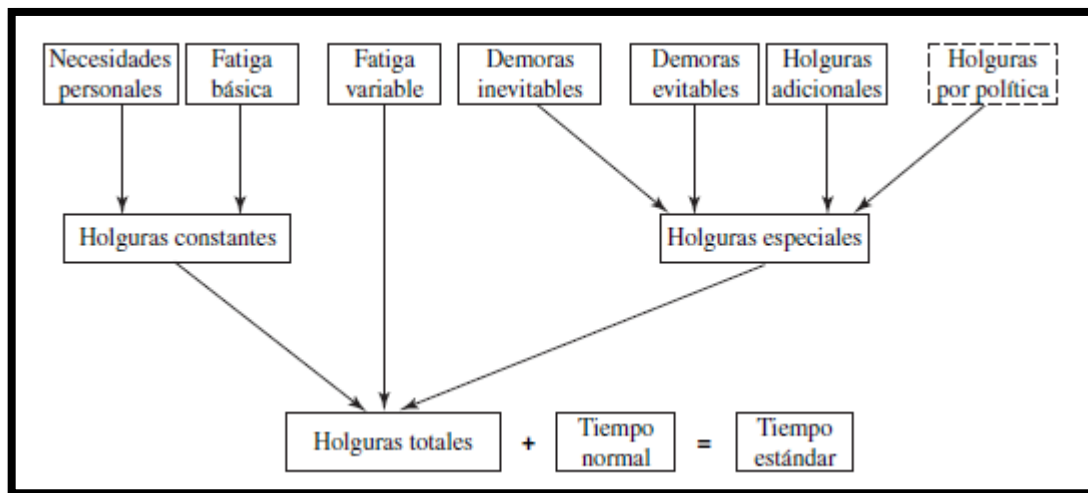 Necesidades
personales
Fatiga
básica
Fatiga
variable
Demoras
inevitables
Demoras
evitables
Holguras
adicionales
Holguras
por política
Holguras constantes
Holguras especiales
Holguras totales
+
Tiempo
normal
=
Tiempo
estándar